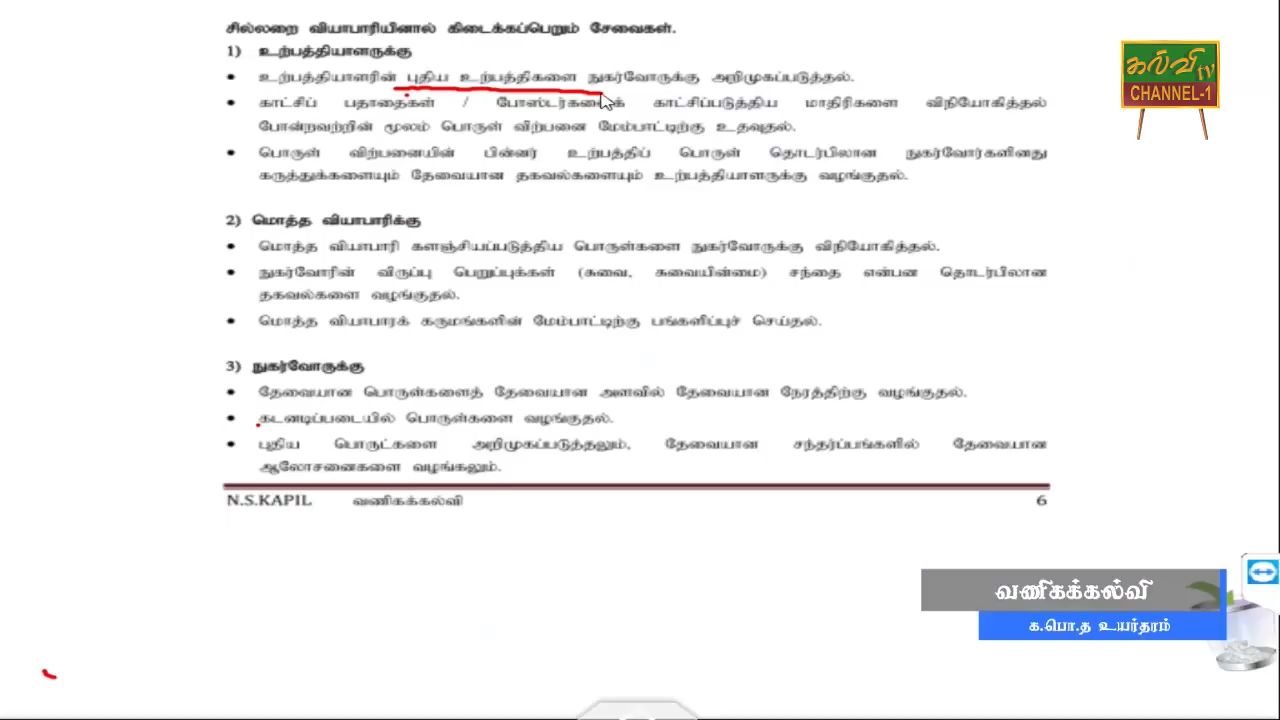 சில்லறை வியாபாரியினால் கிடைக்கப்பெறும் சேவைகள்.
1) உற்பத்தியாளருக்கு
• உற்பத்தியாளரின் புதிய உற்பத்திகளை நுகர்வோருக்கு அறிமுகப்படுத்தல்.
• காட்சிப் பதாதைகள் / போஸ்டர்களைக் காட்சிப்படுத்திய மாதிரிகளை விநியோகித்தல்
போன்றவற்றின் மூலம் பொருள் விற்பனை மேம்பாட்டிற்கு உதவுதல்.
• பொருள் விற்பனையின் பின்னர் உற்பத்திப் பொருள் தொடர்பிலான நுகர்வோர்களினது
கருத்துக்களையும் தேவையான தகவல்களையும் உற்பத்தியாளருக்கு வழங்குதல்.
2) மொத்த வியாபாரிக்கு
• மொத்த வியாபாரி களஞ்சியப்படுத்திய பொருள்களை நுகர்வோருக்கு விநியோகித்தல்.
• நுகர்வோரின் விருப்பு பெறுப்புக்கள் (சுவை, சுவையின்மை) சந்தை என்பன தொடர்பிலான
தகவல்களை வழங்குதல்.
• மொத்த வியாபாரக் கருமங்களின் மேம்பாட்டிற்கு பங்களிப்புச் செய்தல்.
3) நுகர்வோருக்கு
• தேவையான பொருள்களைத் தேவையான அளவில் தேவையான நேரத்திற்கு வழங்குதல்.
• கடனடிப்படையில் பொருள்களை வழங்குதல்.
• புதிய பொருட்களை அறிமுகப்படுத்தலும், தேவையான சந்தர்ப்பங்களில் தேவையான
ஆலோசனைகளை வழங்கலும்.
N.S.KAPIL வணிகக்கல்வி 6
கல்வி tv
CHANNEL-1
வணிகக்கல்வி
க.பொ.த உயர்தரம்